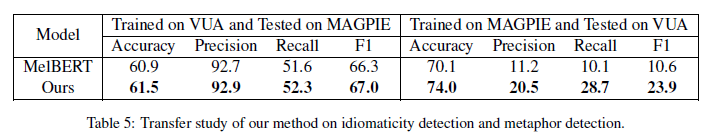 Model Trained on VUA and Tested on MAGPIE Trained on MAGPIE and Tested on VUA
Accuracy Precision Recall F1 Accuracy Precision Recall F1
MelBERT 60.9 92.7 51.6 66.3 70.1 11.2 10.1 10.6
Ours 61.5 92.9 52.3 67.0 74.0 20.5 28.7 23.9
Table 5: Transfer study of our method on idiomaticity detection and metaphor detection.